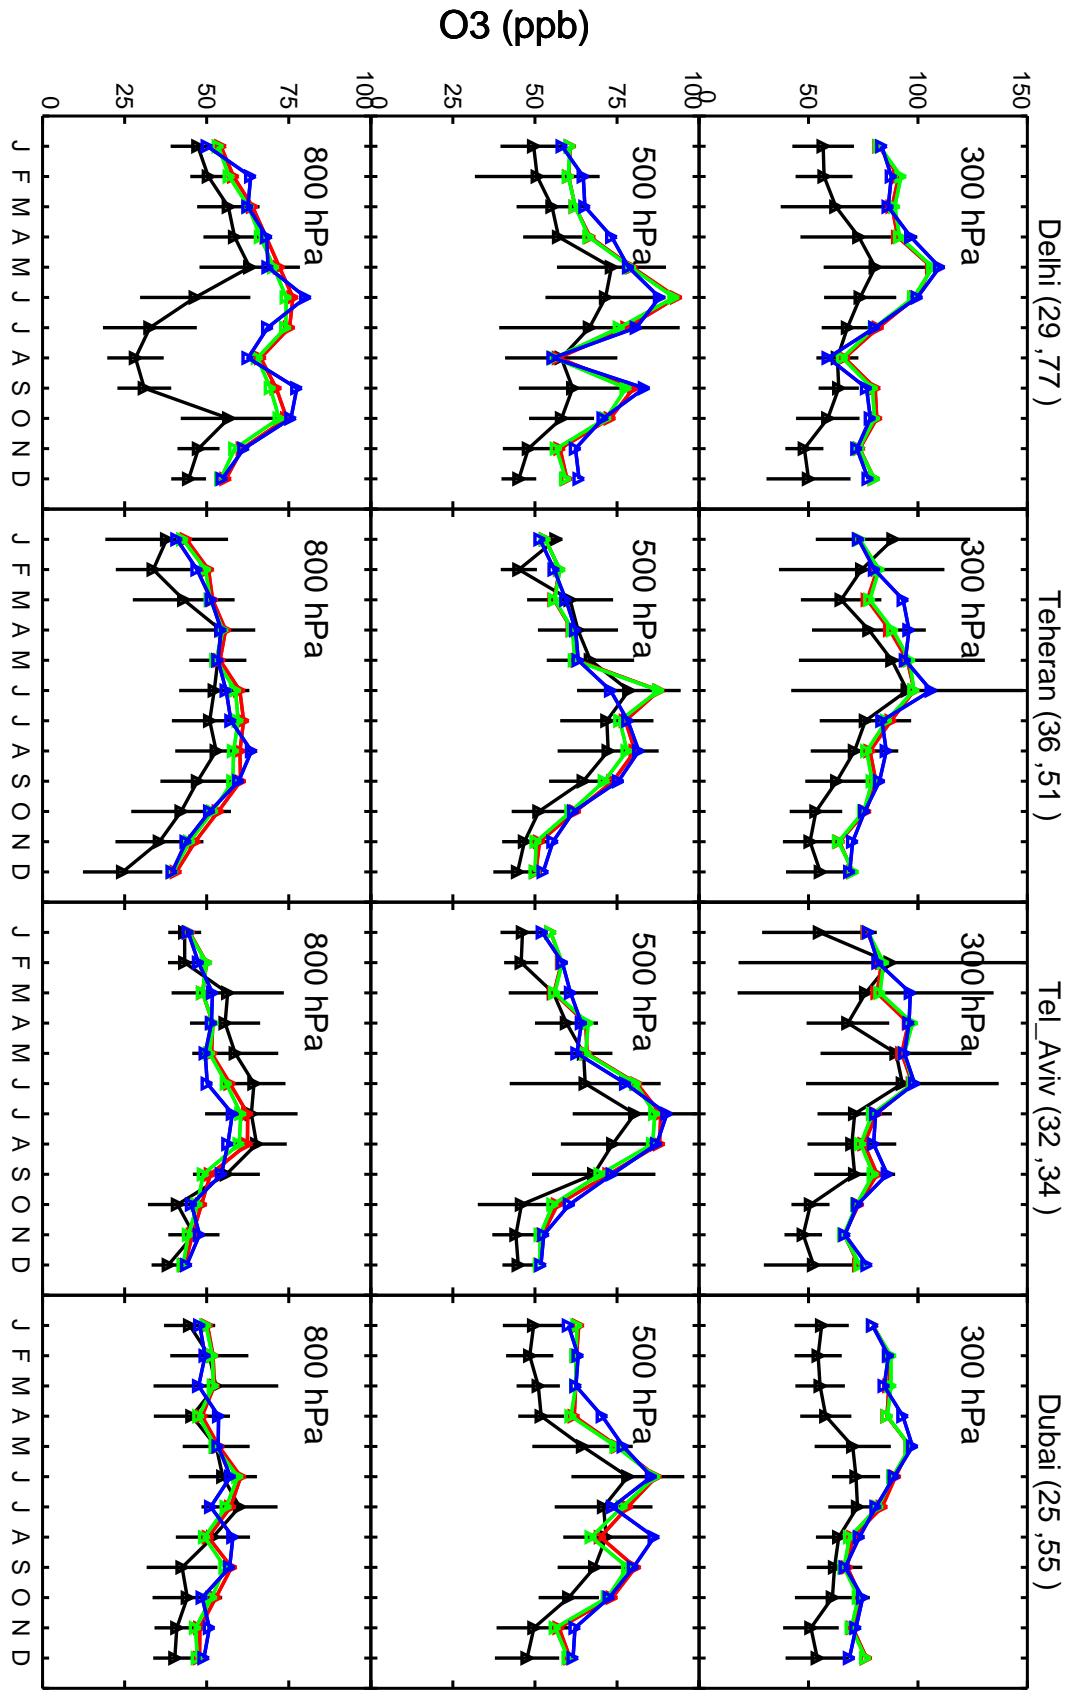 O3 (ppb)
Delhi (29 ,77 ) Teheran (36 ,51 ) Tel_Aviv (32 ,34 ) Dubai (25 ,55 )
150
300 hPa 300 hPa 300 hPa 300 hPa
100
50
0
100
500 hPa 500 hPa 500 hPa 500 hPa
75
50
25
0
100
800 hPa 800 hPa 800 hPa 800 hPa
75
50
25
0
J F M A M J J A S O N D J F M A M J J A S O N D J F M A M J J A S O N D J F M A M J J A S O N D